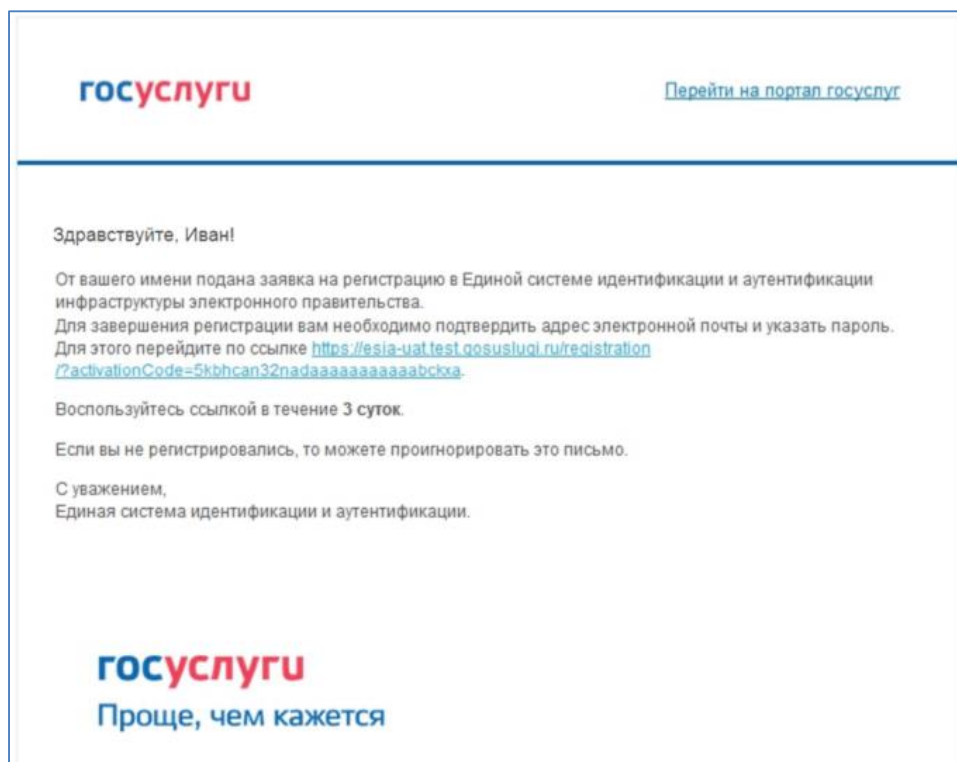 госуслуги
Перейти на портал госуслуг
Здравствуйте, Иван!
От вашего имени подана заявка на регистрацию в Единой системе идентификации и аутентификации
инфраструктуры электронного правительства.
Для завершения регистрации вам необходимо подтвердить адрес электронной почты и указать пароль.
Для этого перейдите по ссылке https://esia-uat.test.gosuslugi.ru/registration
/?activationCode=5kbhcan32nadaaaaaaaaaaabckxa.
Воспользуйтесь ссылкой в течение 3 суток.
Если вы не регистрировались, то можете проигнорировать это письмо.
С уважением,
Единая система идентификации и аутентификации.
госуслуги
Проще, чем кажется